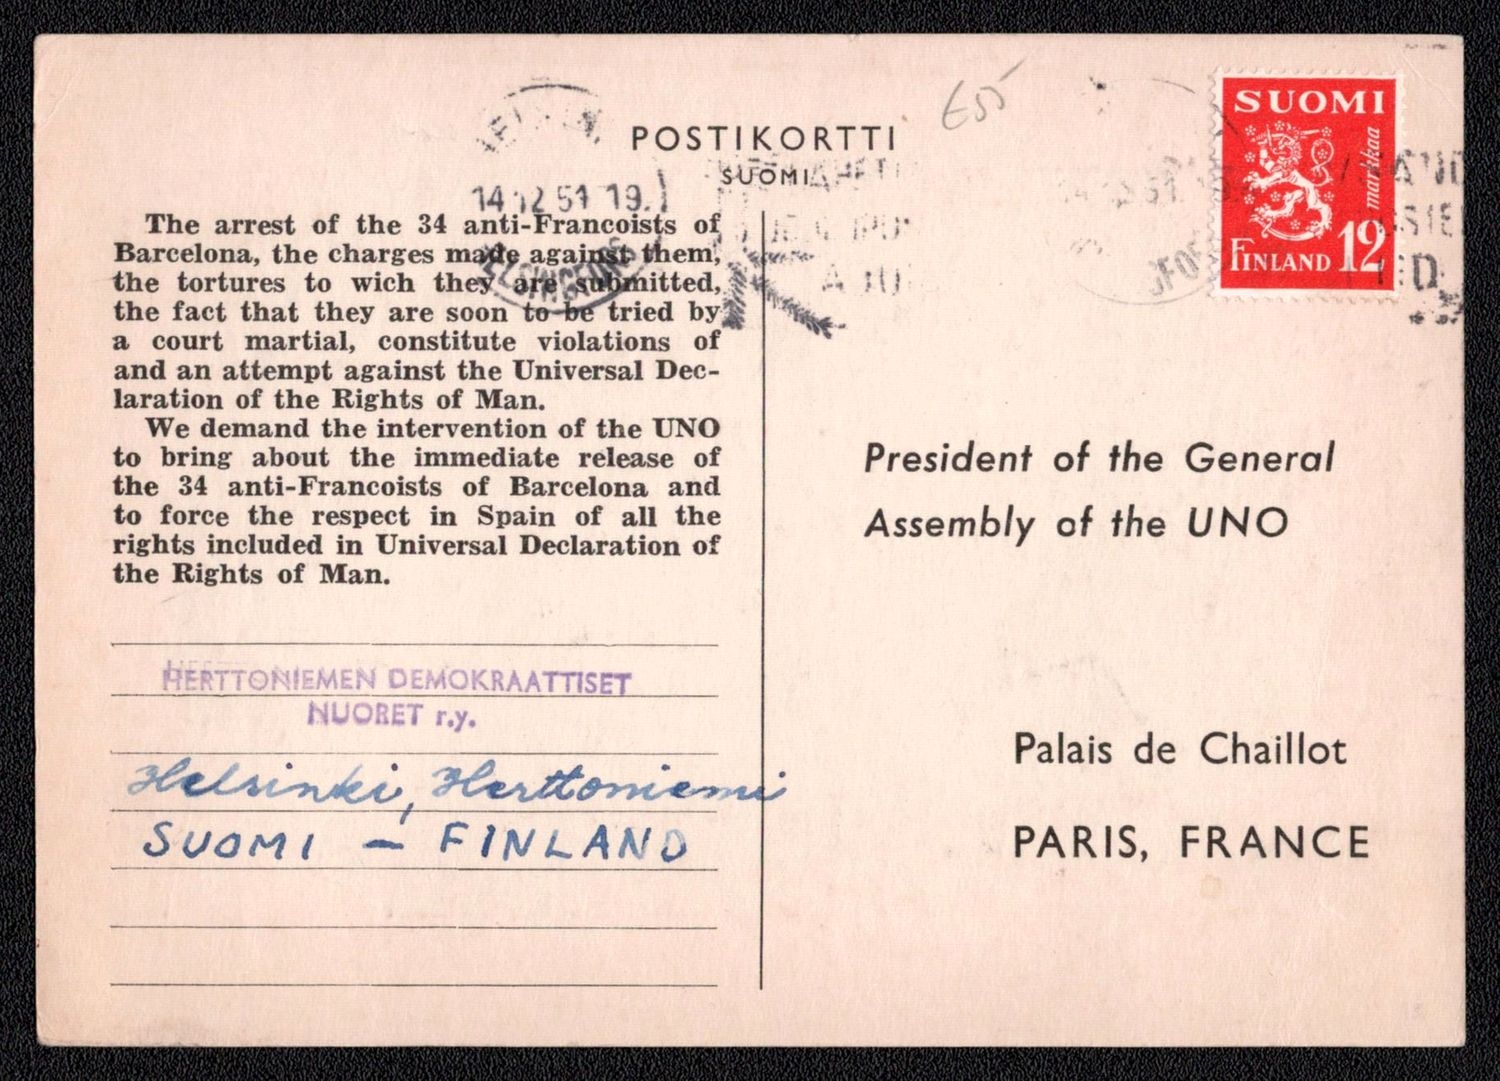 POSTIKORTTI
SUOMI
14 12 51 19.
SUOMI
markkaa
FINLAND 12
The arrest of the 34 anti-Francoists of
Barcelona, the charges made against them,
the tortures to wich they are submitted,
the fact that they are soon to be tried by
a court martial, constitute violations of
and an attempt against the Universal Dec-
laration of the Rights of Man.
We demand the intervention of the UNO
to bring about the immediate release of
the 34 anti-Francoists of Barcelona and
to force the respect in Spain of all the
rights included in Universal Declaration of
the Rights of Man.
HERTTONIEMEN DEMOKRAATTISET
NUORET r.y.
Helsinki, Herttoniemi
SUOMI - FINLAND
President of the General
Assembly of the UNO
Palais de Chaillot
PARIS, FRANCE